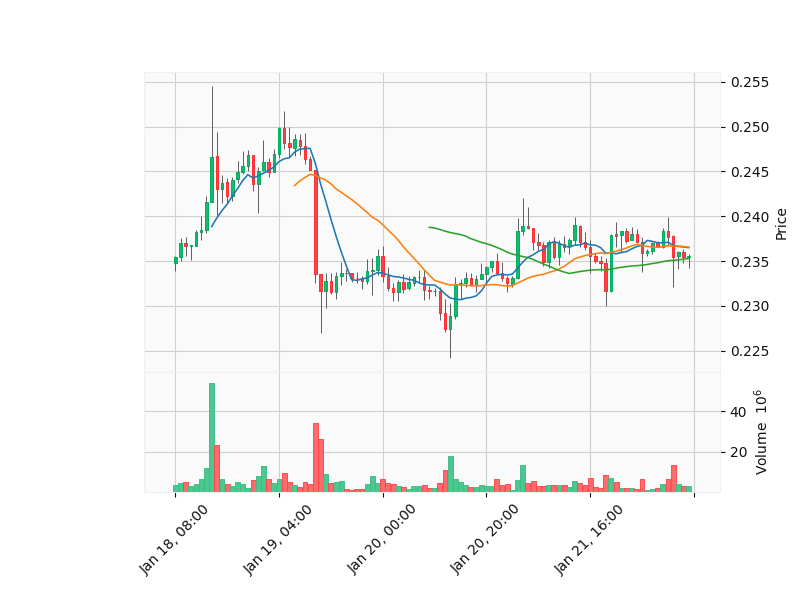 0.255
0.250
0.245
0.240
0.235
0.230
0.225
Price
40
20
Volume 10^6
Jan 18, 08:00
Jan 19, 04:00
Jan 20, 00:00
Jan 20, 20:00
Jan 21, 16:00